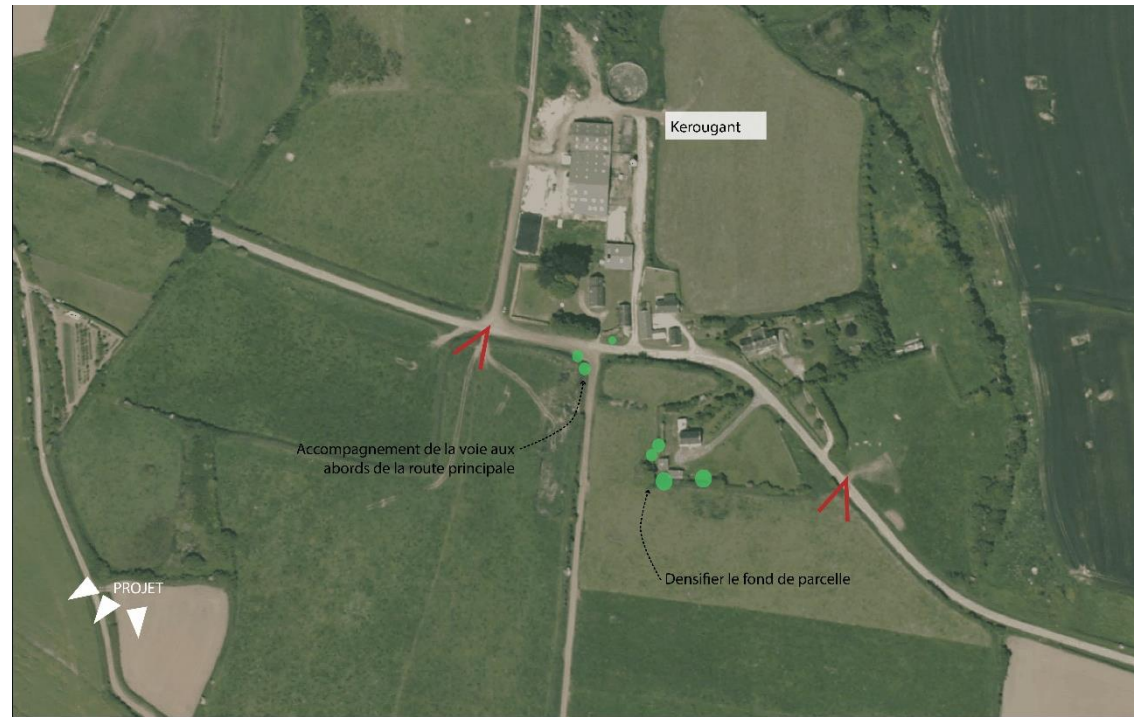 Kerougant
Accompagnement de la voie aux
abords de la route principale
Densifier le fond de parcelle
PROJET